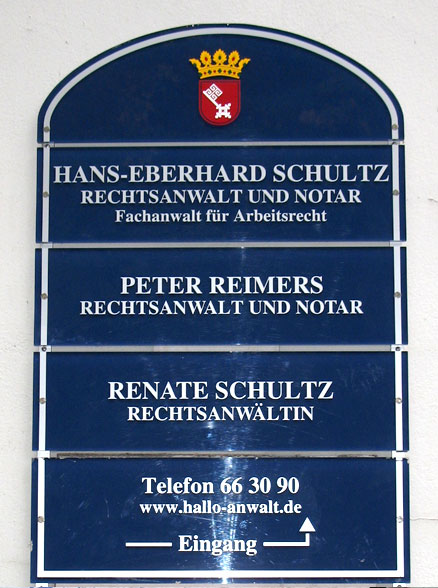 HANS-EBERHARD SCHULTZ
RECHTSANWALT UND NOTAR
Fachanwalt für Arbeitsrecht
PETER REIMERS
RECHTSANWALT UND NOTAR
RENATE SCHULTZ
RECHTSANWÄLTIN
Telefon 66 30 90
www.hallo-anwalt.de
Eingang